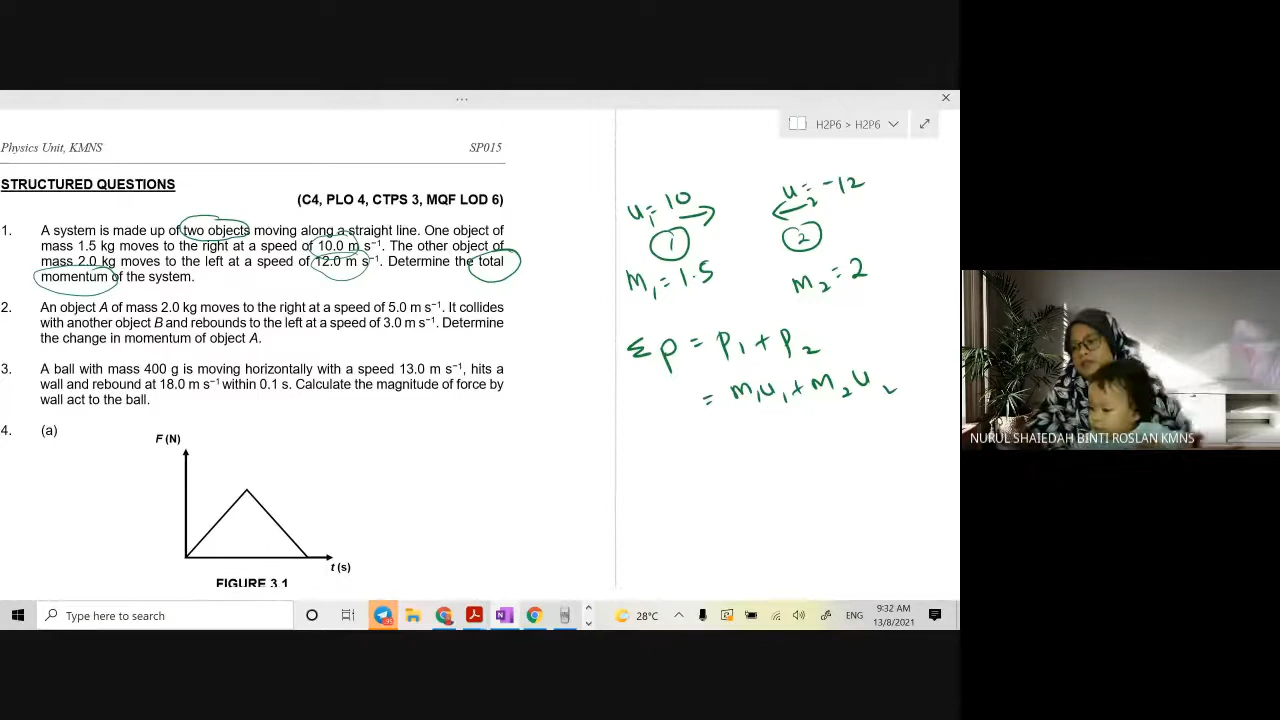 H2P6 > H2P6
Physics Unit, KMNS
SP015
STRUCTURED QUESTIONS
(C4, PLO 4, CTPS 3, MQF LOD 6)
1. A system is made up of two objects moving along a straight line. One object of
mass 1.5 kg moves to the right at a speed of 10.0 m s⁻¹. The other object of
mass 2.0 kg moves to the left at a speed of 12.0 m s⁻¹. Determine the total
momentum of the system.
2. An object A of mass 2.0 kg moves to the right at a speed of 5.0 m s⁻¹. It collides
with another object B and rebounds to the left at a speed of 3.0 m s⁻¹. Determine
the change in momentum of object A.
3. A ball with mass 400 g is moving horizontally with a speed 13.0 m s⁻¹, hits a
wall and rebound at 18.0 m s⁻¹ within 0.1 s. Calculate the magnitude of force by
wall act to the ball.
4. (a)
F (N)
t (s)
FIGURE 3.1
u₁ = 10
u₂ = -12
1
2
m₁ = 1.5
m₂ = 2
Σp = p₁ + p₂
= m₁u₁ + m₂u₂
NURUL SHAIEDAH BINTI ROSLAN KMNS
Type here to search
28°C
ENG
9:32 AM
13/8/2021